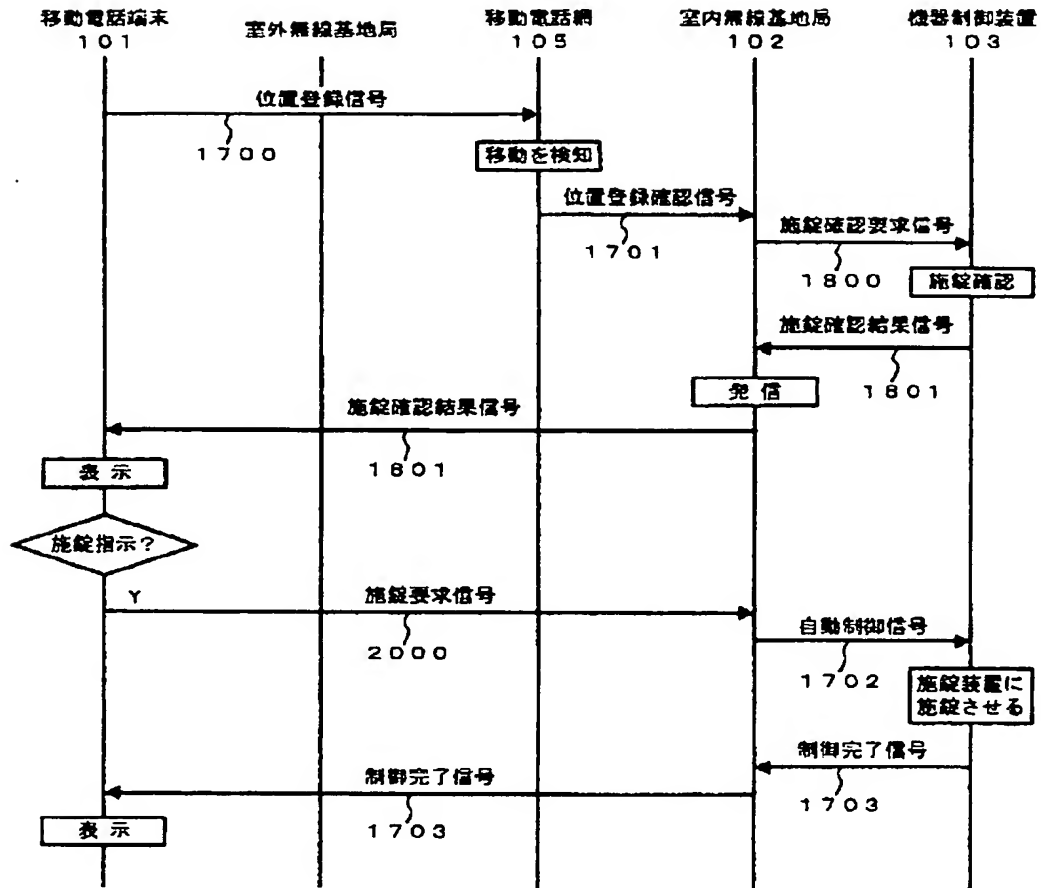 移動電話端末
101
室外無線基地局
移動電話網
105
室内無線基地局
102
機器制御装置
103
位置登録信号
1700
移動を検知
位置登録確認信号
1701
施錠確認要求信号
1800
施錠確認
施錠確認結果信号
1801
発信
施錠確認結果信号
1801
表示
施錠指示?
Y
施錠要求信号
2000
自動制御信号
1702
施錠装置に
施錠させる
制御完了信号
1703
制御完了信号
1703
表示